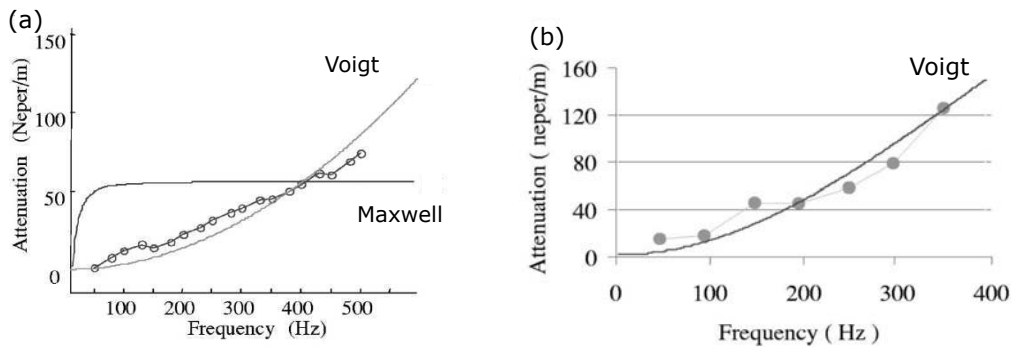 (a)
150
100
50
0
Attenuation (Neper/m)
Voigt
Maxwell
100 200 300 400 500
Frequency (Hz)
(b)
160
120
80
40
0
Attenuation ( neper/m)
Voigt
0 100 200 300 400
Frequency ( Hz )